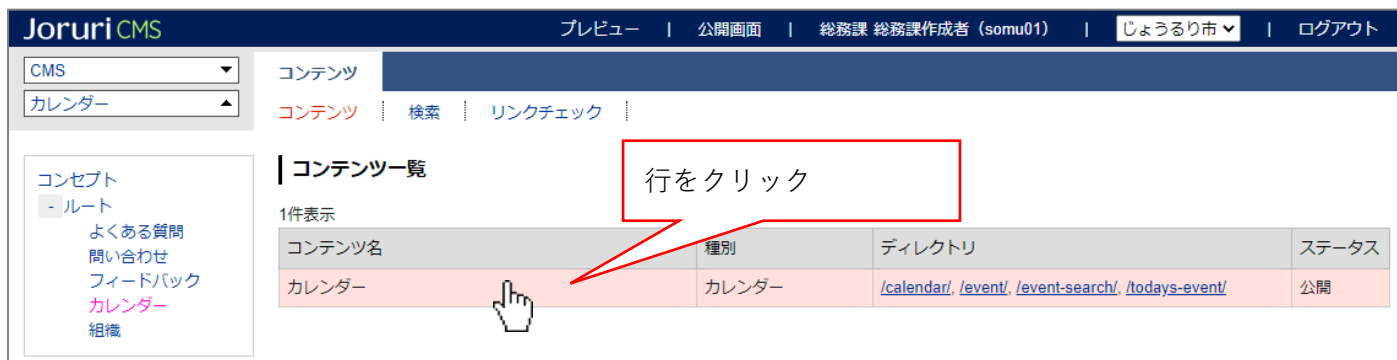 Joruri CMS
プレビュー | 公開画面 | 総務課 総務課作成者（somu01） | じょうるり市 | ログアウト
CMS
カレンダー
コンテンツ
コンテンツ 検索 リンクチェック
コンセプト
- ルート
よくある質問
問い合わせ
フィードバック
カレンダー
組織
コンテンツ一覧
行をクリック
1件表示
コンテンツ名 種別 ディレクトリ ステータス
カレンダー カレンダー /calendar/, /event/, /event-search/, /todays-event/ 公開